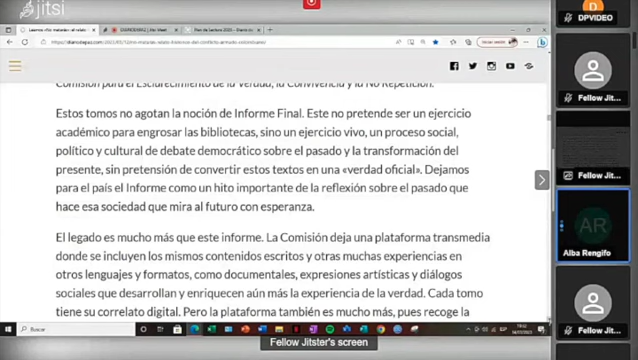 jitsi
Comisión para el Esclarecimiento de la Verdad, la Convivencia y la No Repetición.
Estos tomos no agotan la noción de Informe Final. Este no pretende ser un ejercicio
académico para engrosar las bibliotecas, sino un ejercicio vivo, un proceso social,
político y cultural de debate democrático sobre el pasado y la transformación del
presente, sin pretensión de convertir estos textos en una «verdad oficial». Dejamos
para el país el Informe como un hito importante de la reflexión sobre el pasado que
hace esa sociedad que mira al futuro con esperanza.
El legado es mucho más que este informe. La Comisión deja una plataforma transmedia
donde se incluyen los mismos contenidos escritos y otras muchas experiencias en
otros lenguajes y formatos, como documentales, expresiones artísticas y diálogos
sociales que desarrollan y enriquecen aún más la experiencia de la verdad. Cada tomo
tiene su correlato digital. Pero la plataforma también es mucho más, pues recoge la
Buscar
Fellow Jitster's screen
D
DPVIDEO
Fellow Jits
Fellow Jits
AR
Alba Rengifo
Fellow Jits